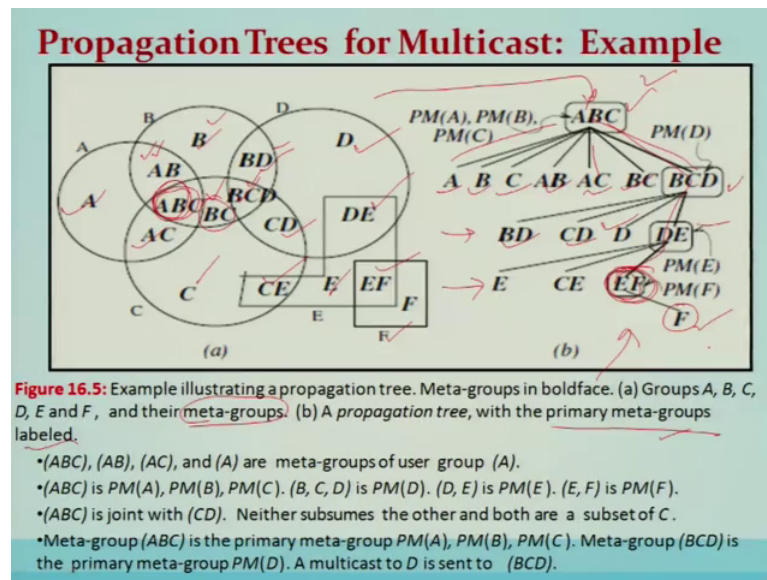 Propagation Trees for Multicast: Example
A
B
D
A
B
AB
BD
D
ABC
BC
BCD
AC
CD
DE
C
CE
E
EF
F
C
E
F
(a)
PM(A), PM(B),
PM(C)
ABC
PM(D)
A B C AB AC BC BCD
BD CD D DE
PM(E)
E CE EF PM(F)
F
(b)
Figure 16.5: Example illustrating a propagation tree. Meta-groups in boldface. (a) Groups A, B, C,
D, E and F , and their meta-groups. (b) A propagation tree, with the primary meta-groups
labeled.
•(ABC), (AB), (AC), and (A) are meta-groups of user group (A).
•(ABC) is PM(A), PM(B), PM(C). (B, C, D) is PM(D). (D, E) is PM(E). (E, F) is PM(F).
•(ABC) is joint with (CD). Neither subsumes the other and both are a subset of C.
•Meta-group (ABC) is the primary meta-group PM(A), PM(B), PM(C). Meta-group (BCD) is
the primary meta-group PM(D). A multicast to D is sent to (BCD).